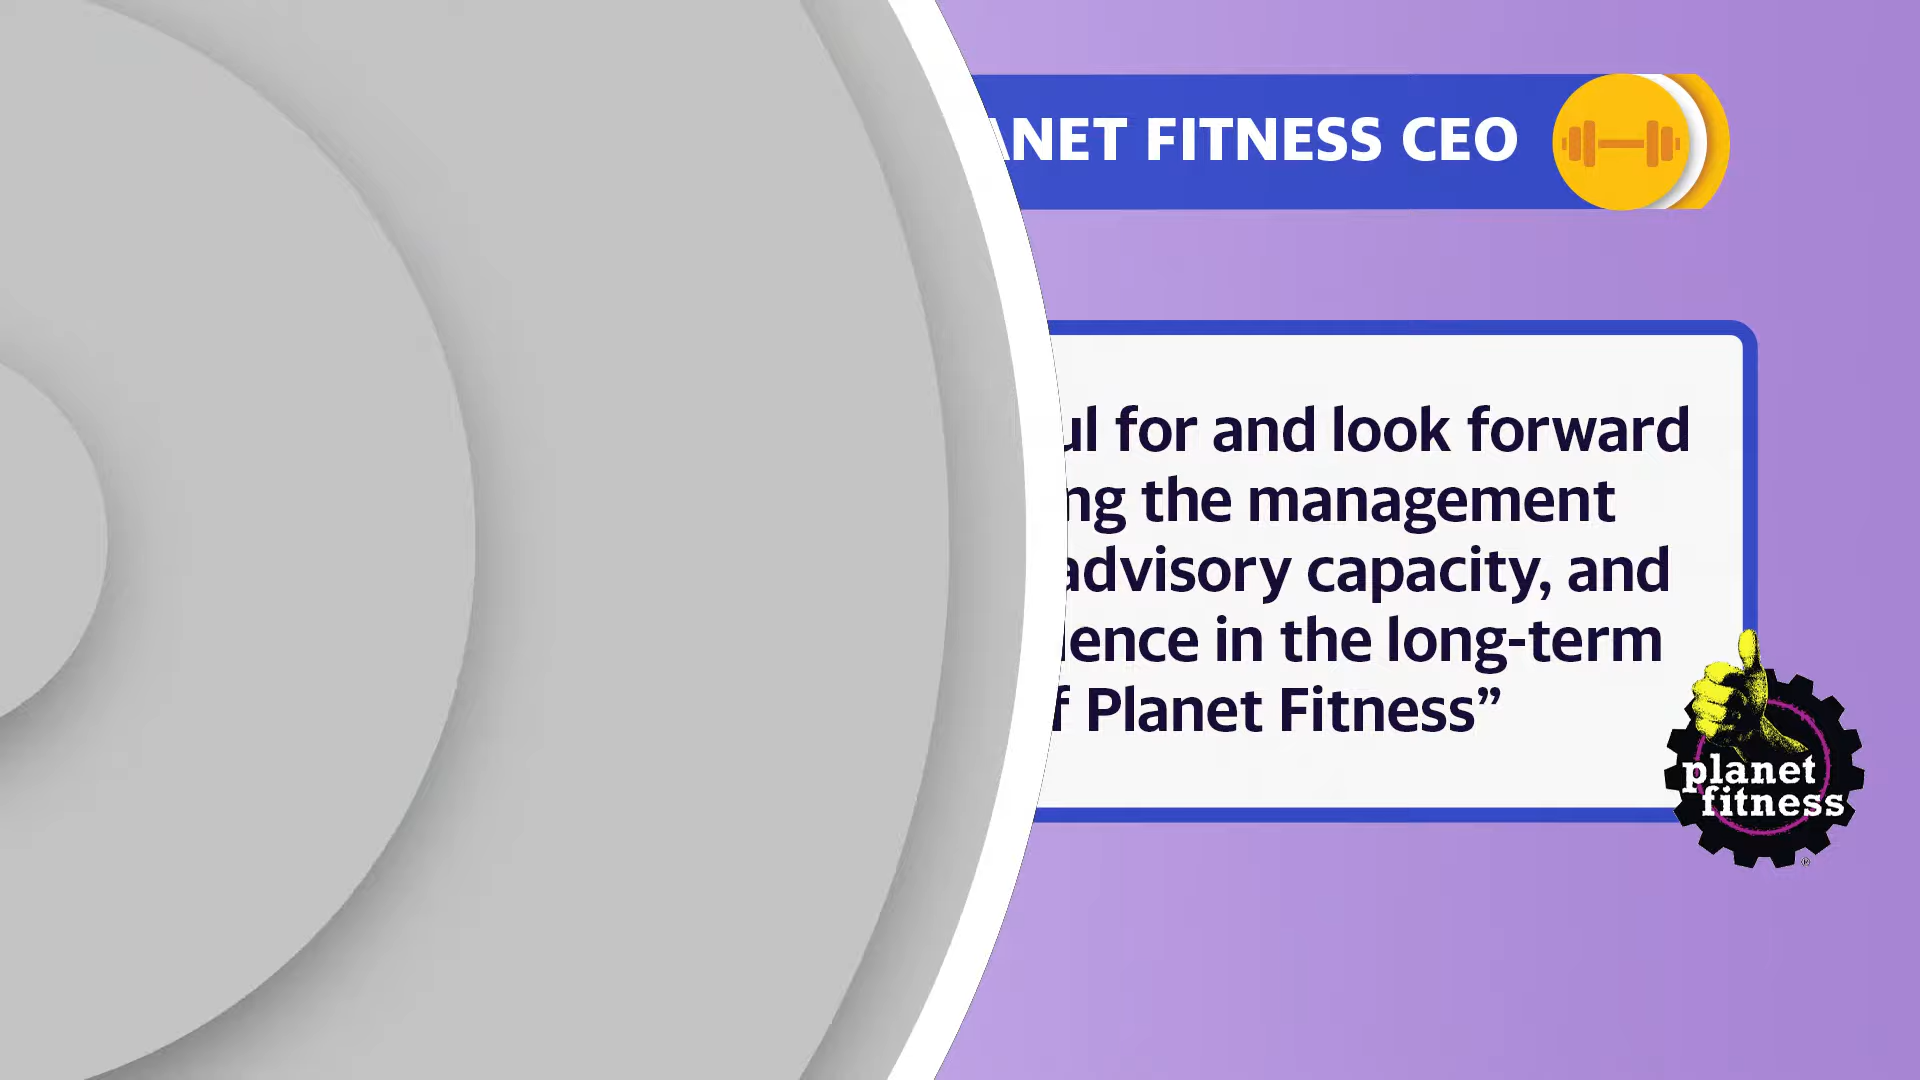 ANET FITNESS CEO
ul for and look forward
ng the management
advisory capacity, and
ence in the long-term
f Planet Fitness”
planet
fitness
®